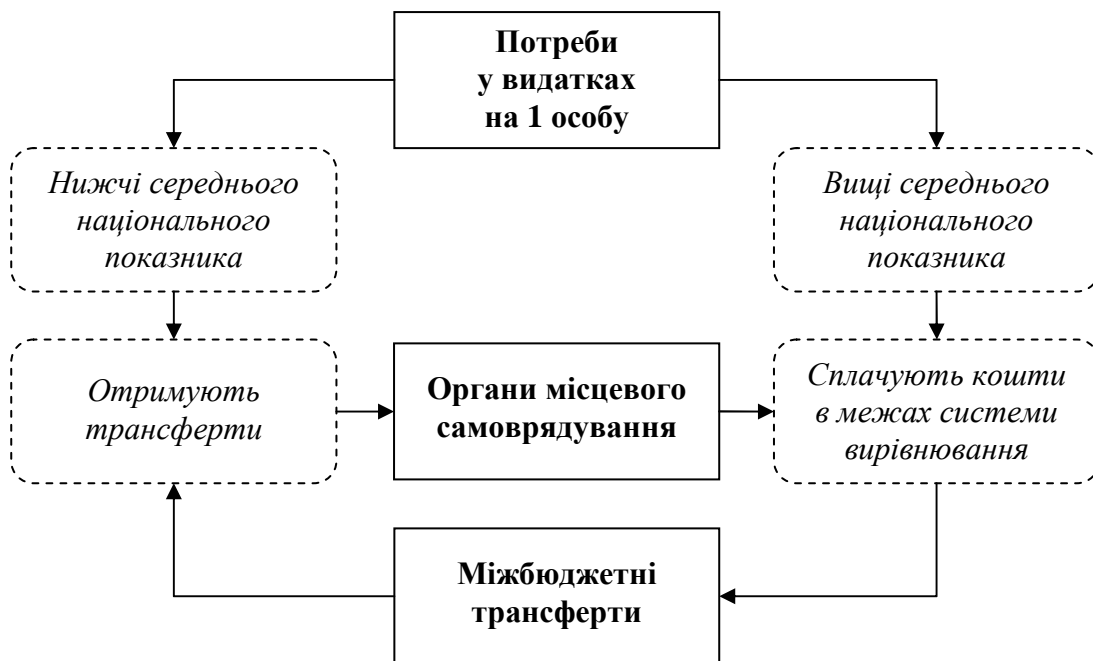 Потреби
у видатках
на 1 особу
Нижчі середнього
національного
показника
Вищі середнього
національного
показника
Отримують
трансферти
Органи місцевого
самоврядування
Сплачують кошти
в межах системи
вирівнювання
Міжбюджетні
трансферти